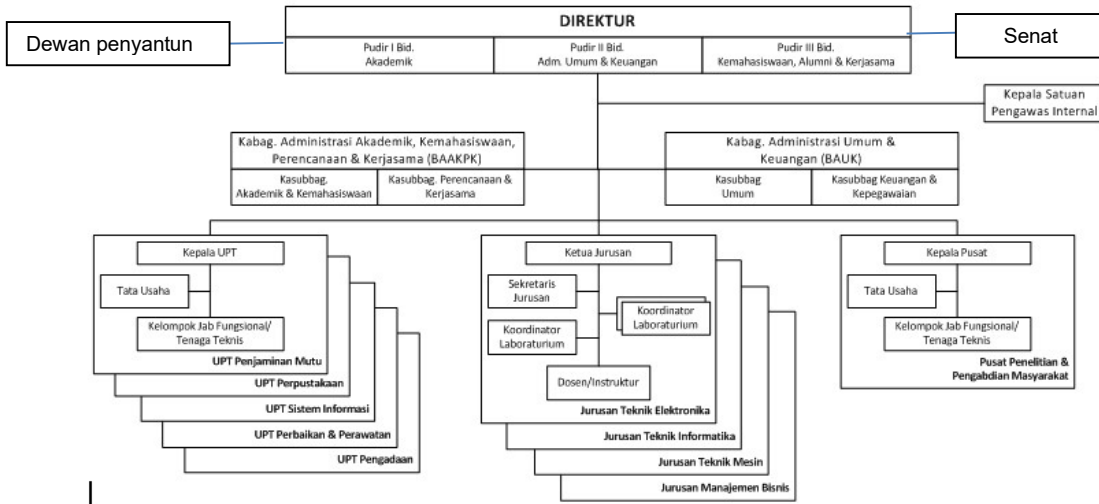 DIREKTUR
Dewan penyantun
Senat
Pudir I Bid.
Akademik
Pudir II Bid.
Adm. Umum & Keuangan
Pudir III Bid.
Kemahasiswaan, Alumni & Kerjasama
Kepala Satuan
Pengawas Internal
Kabag. Administrasi Akademik, Kemahasiswaan,
Perencanaan & Kerjasama (BAAKPK)
Kasubbag.
Akademik & Kemahasiswaan
Kasubbag. Perencanaan &
Kerjasama
Kabag. Administrasi Umum &
Keuangan (BAUK)
Kasubbag
Umum
Kasubbag Keuangan &
Kepegawaian
Kepala UPT
Tata Usaha
Kelompok Jab Fungsional/
Tenaga Teknis
UPT Penjaminan Mutu
UPT Perpustakaan
UPT Sistem Informasi
UPT Perbaikan & Perawatan
UPT Pengadaan
Ketua Jurusan
Sekretaris
Jurusan
Koordinator
Laboraturium
Koordinator
Laboraturium
Dosen/Instruktur
Jurusan Teknik Elektronika
Jurusan Teknik Informatika
Jurusan Teknik Mesin
Jurusan Manajemen Bisnis
Kepala Pusat
Tata Usaha
Kelompok Jab Fungsional/
Tenaga Teknis
Pusat Penelitian &
Pengabdian Masyarakat